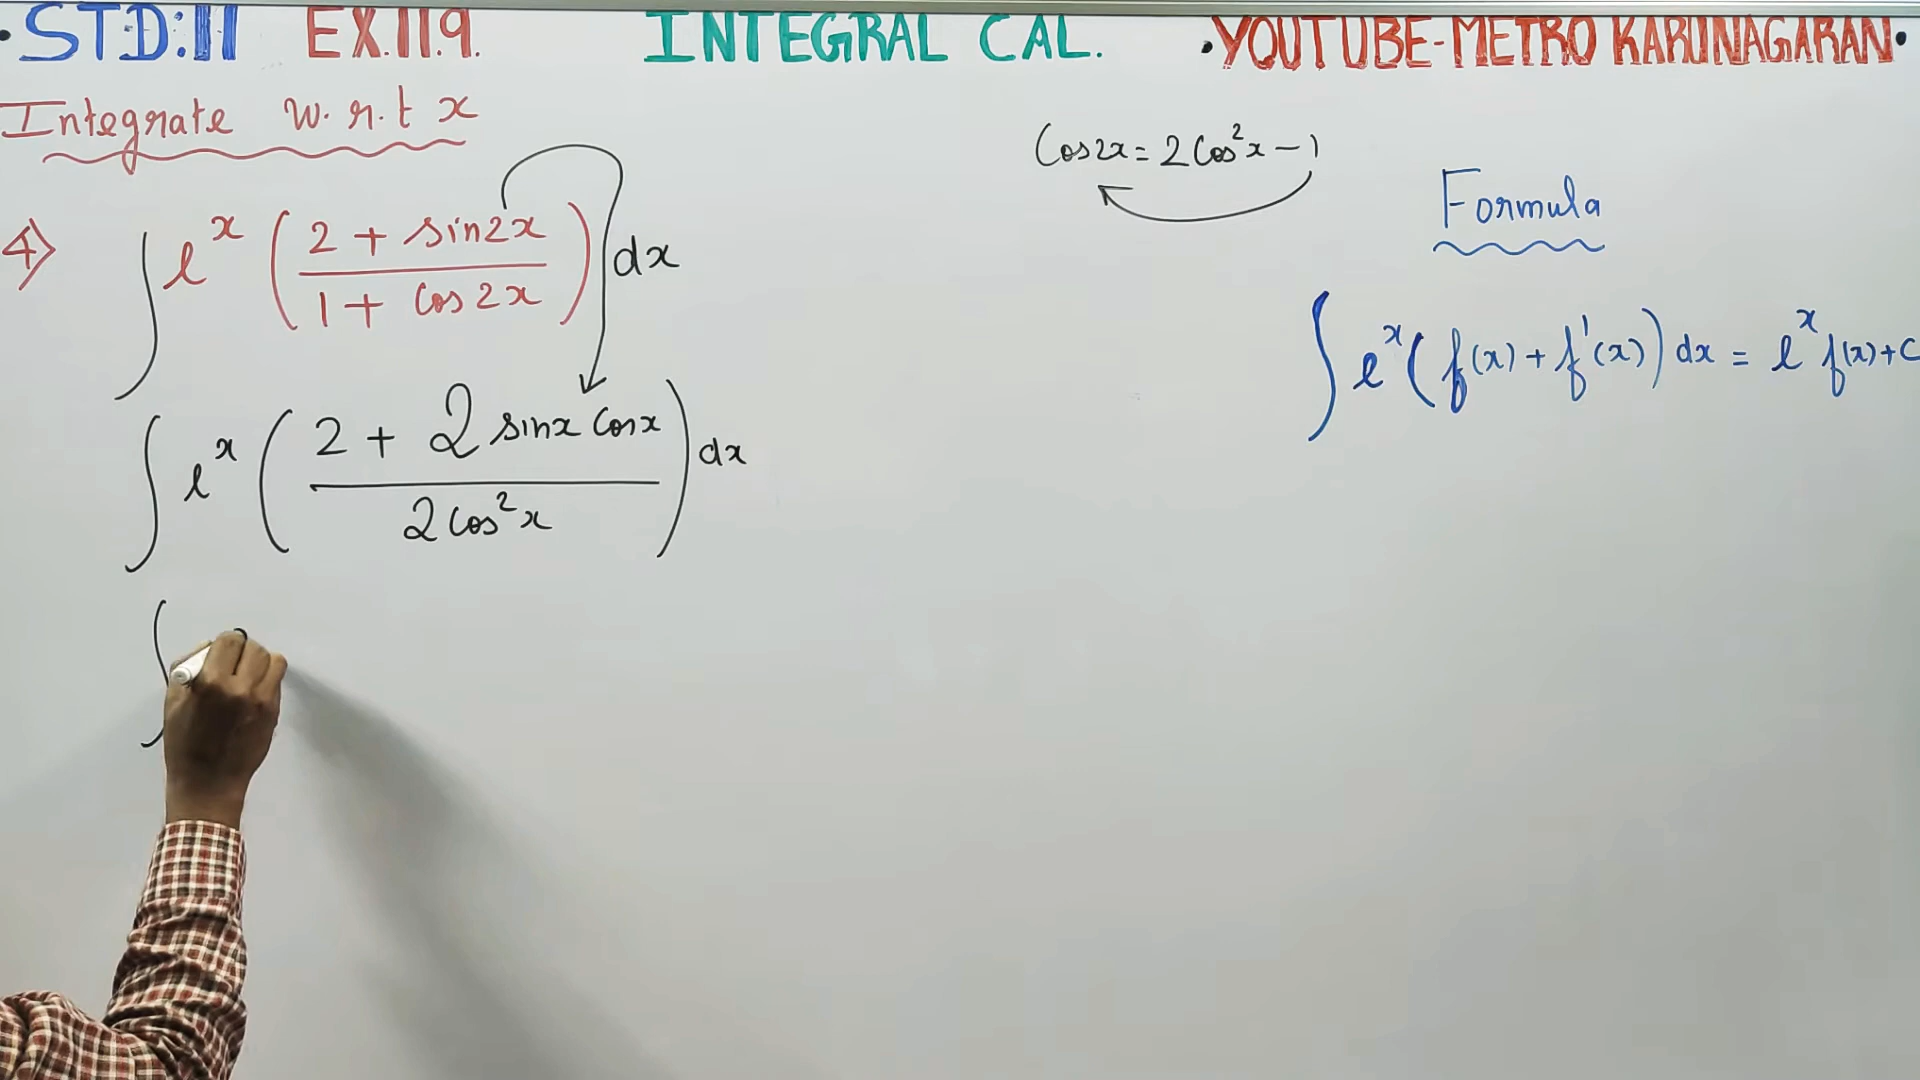 •STD:11 EX.11.9. INTEGRAL CAL. •YOUTUBE-METRO KARUNAGARAN•
Integrate w.r.t x
Cos2x = 2Cos²x - 1
Formula
4) ∫ e^x ( (2 + sin2x) / (1 + Cos2x) ) dx
∫ e^x ( f(x) + f'(x) ) dx = e^x f(x) + C
∫ e^x ( (2 + 2 sinx Cosx) / (2Cos²x) ) dx
∫